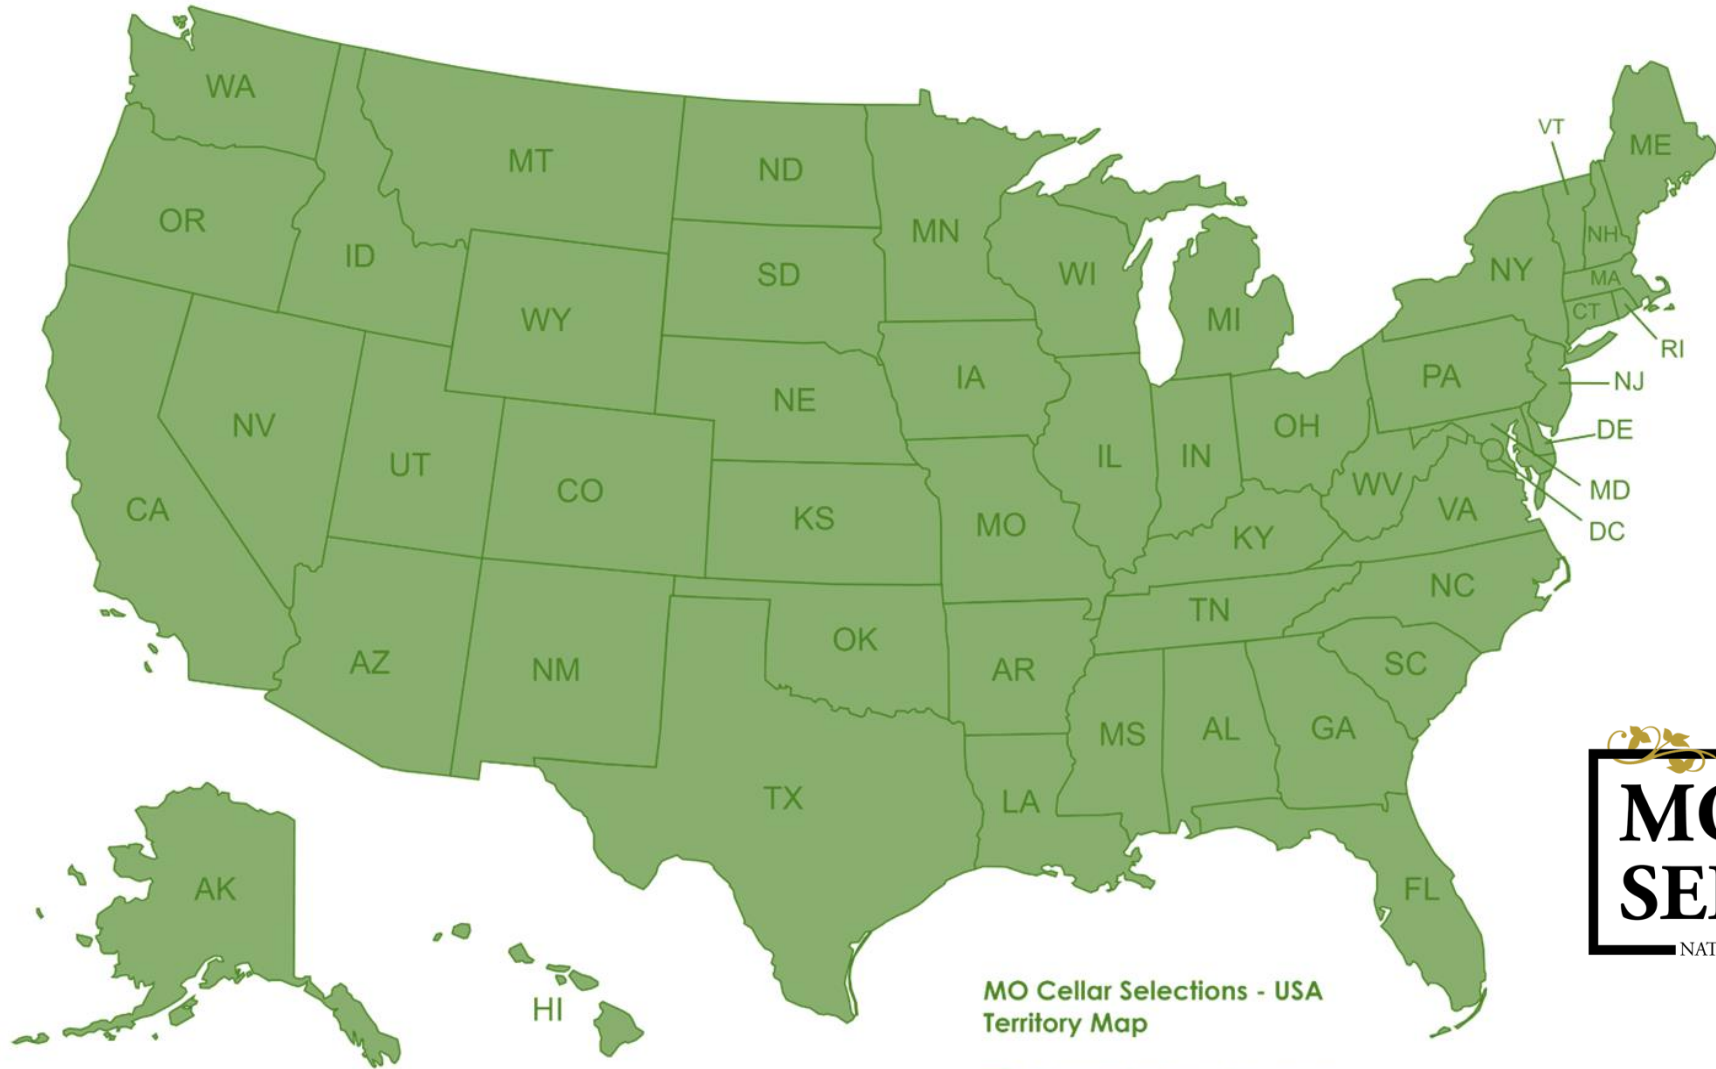 WA
MT
ND
MN
VT
ME
OR
ID
SD
WI
NH
NY
MA
WY
MI
CT
RI
IA
PA
NJ
NE
NV
UT
CO
IL
IN
OH
DE
WV
MD
CA
KS
MO
KY
VA
DC
NC
TN
AZ
NM
OK
AR
SC
MS
AL
GA
TX
LA
AK
FL
HI
MO Cellar Selections - USA
Territory Map